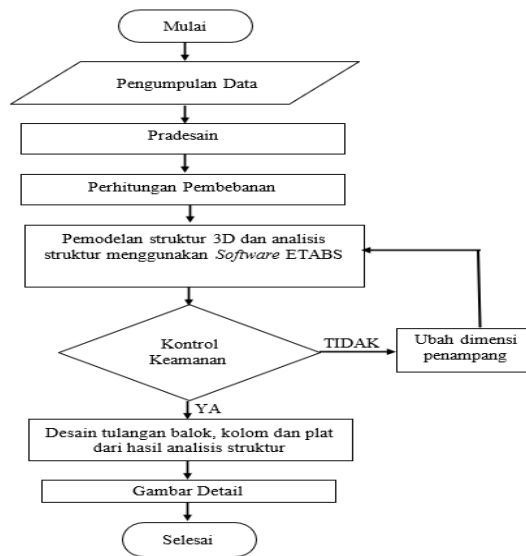 Mulai
Pengumpulan Data
Pradesain
Perhitungan Pembebanan
Pemodelan struktur 3D dan analisis
struktur menggunakan Software ETABS
Kontrol
Keamanan
TIDAK
Ubah dimensi
penampang
YA
Desain tulangan balok, kolom dan plat
dari hasil analisis struktur
Gambar Detail
Selesai